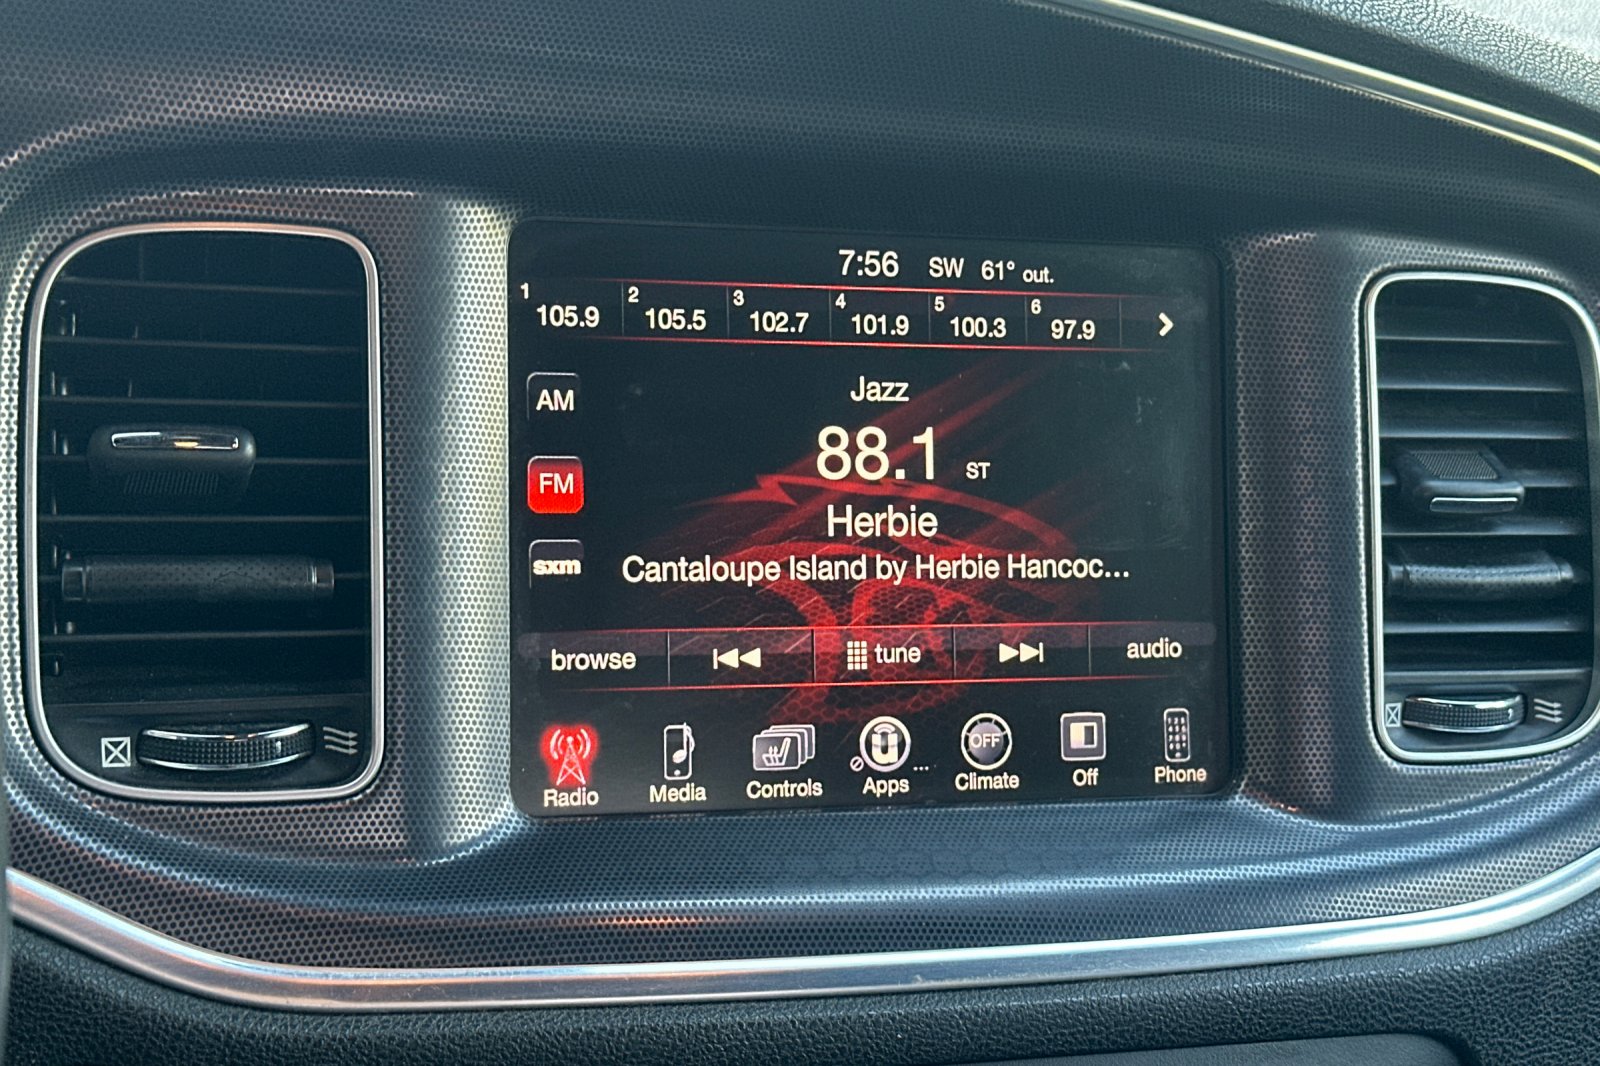 7:56 SW 61° out.
1 105.9 2 105.5 3 102.7 4 101.9 5 100.3 6 97.9
Jazz
AM
88.1 ST
FM
Herbie
sxm
Cantaloupe Island by Herbie Hancoc...
browse tune audio
OFF
...
Radio Media Controls Apps Climate Off Phone